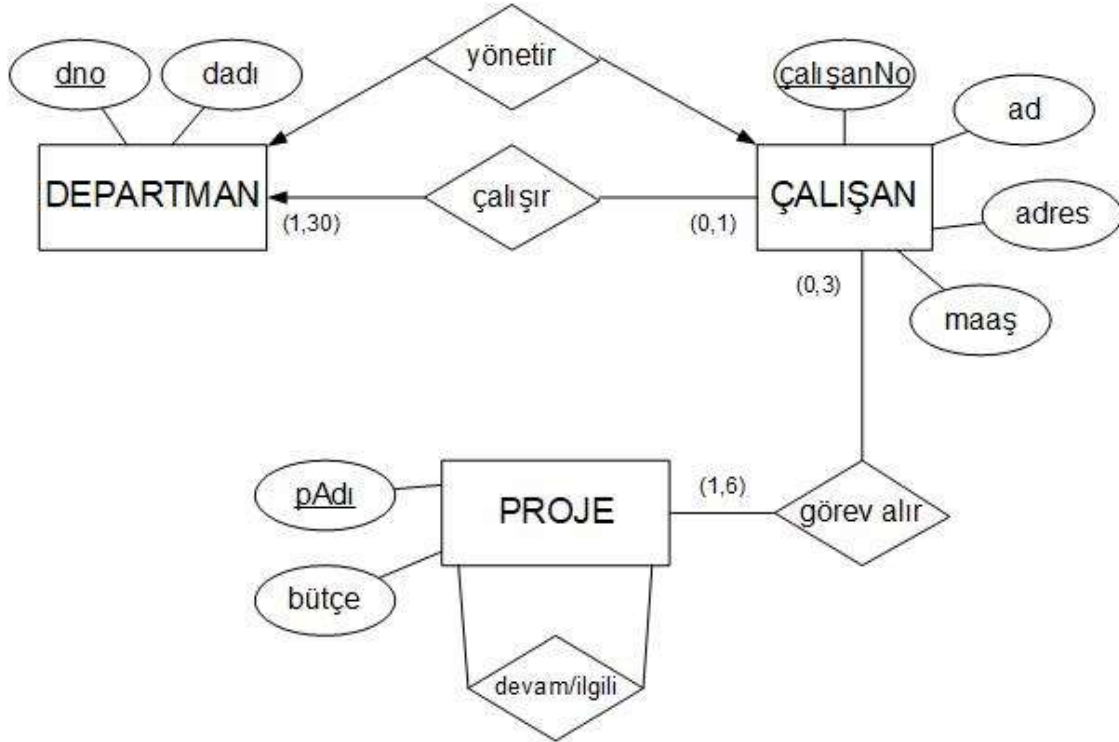 yönetir
dno
dadı
çalışanNo
ad
DEPARTMAN
çalışır
ÇALIŞAN
adres
(1,30)
(0,1)
(0,3)
maaş
pAdı
PROJE
(1,6)
görev alır
bütçe
devam/ilgili